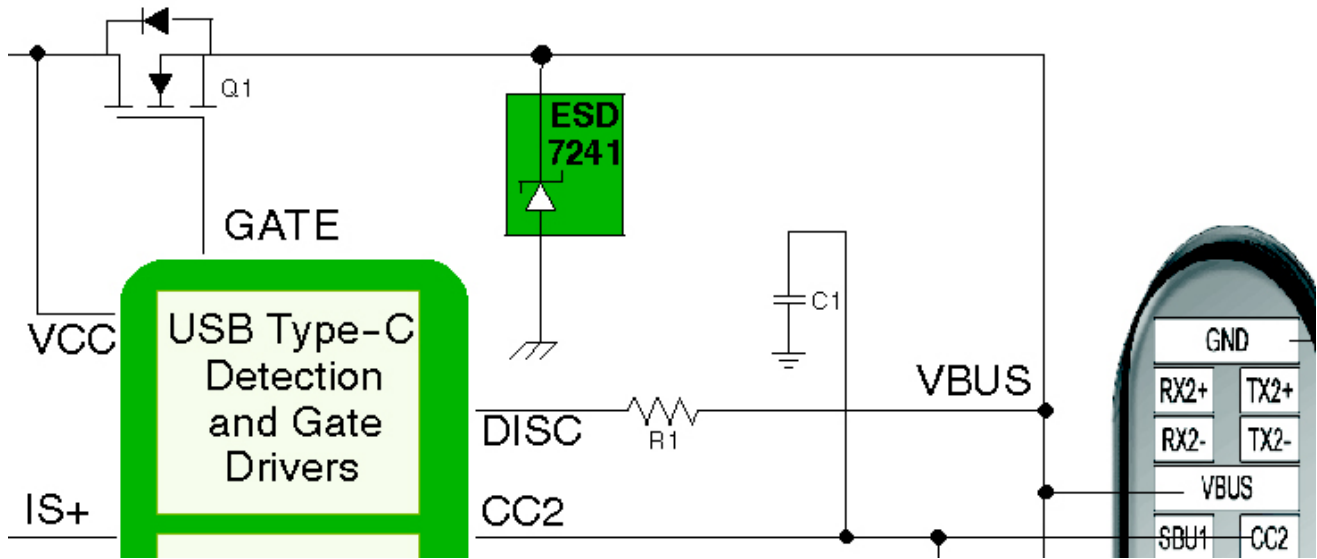 Q1
ESD
7241
GATE
C1
VCC
USB Type-C
Detection
and Gate
Drivers
GND
VBUS
RX2+
TX2+
DISC
R1
RX2-
TX2-
VBUS
IS+
CC2
SBU1
CC2